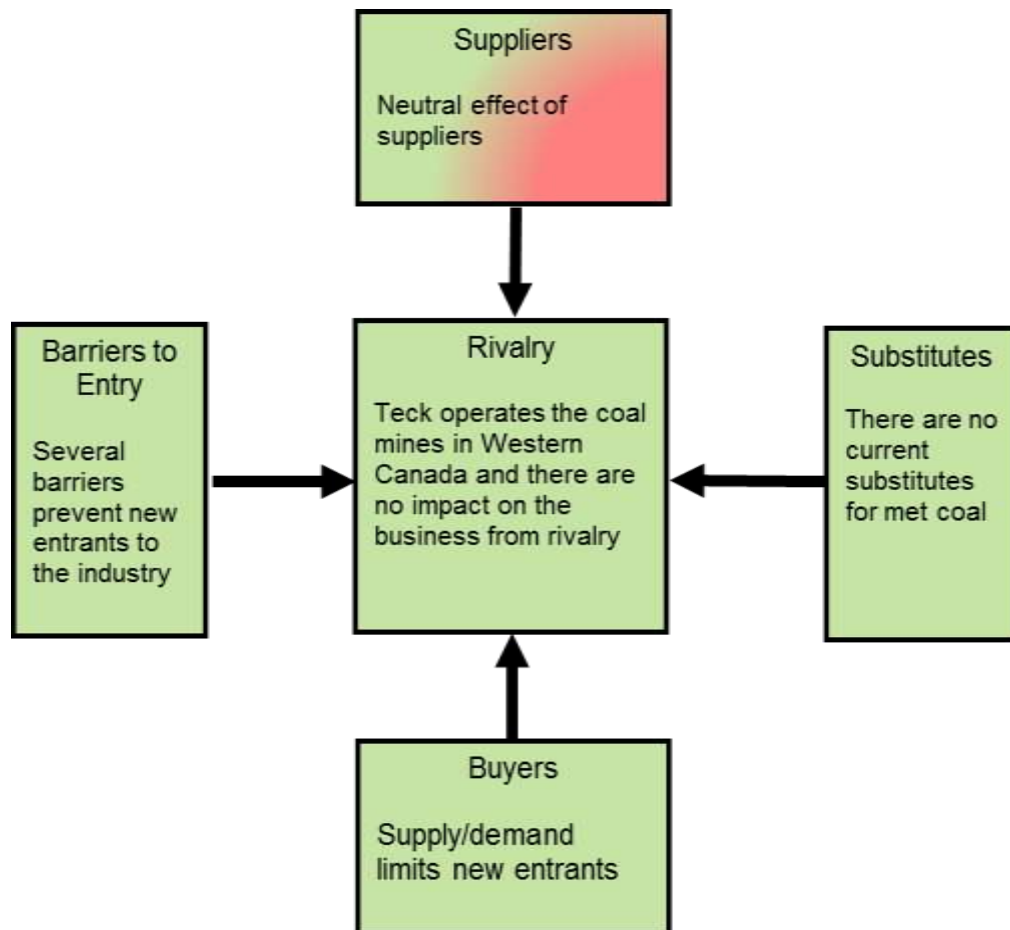 Suppliers
Neutral effect of
suppliers
Barriers to
Entry
Several
barriers
prevent new
entrants to
the industry
Rivalry
Teck operates the coal
mines in Western
Canada and there are
no impact on the
business from rivalry
Substitutes
There are no
current
substitutes
for met coal
Buyers
Supply/demand
limits new entrants